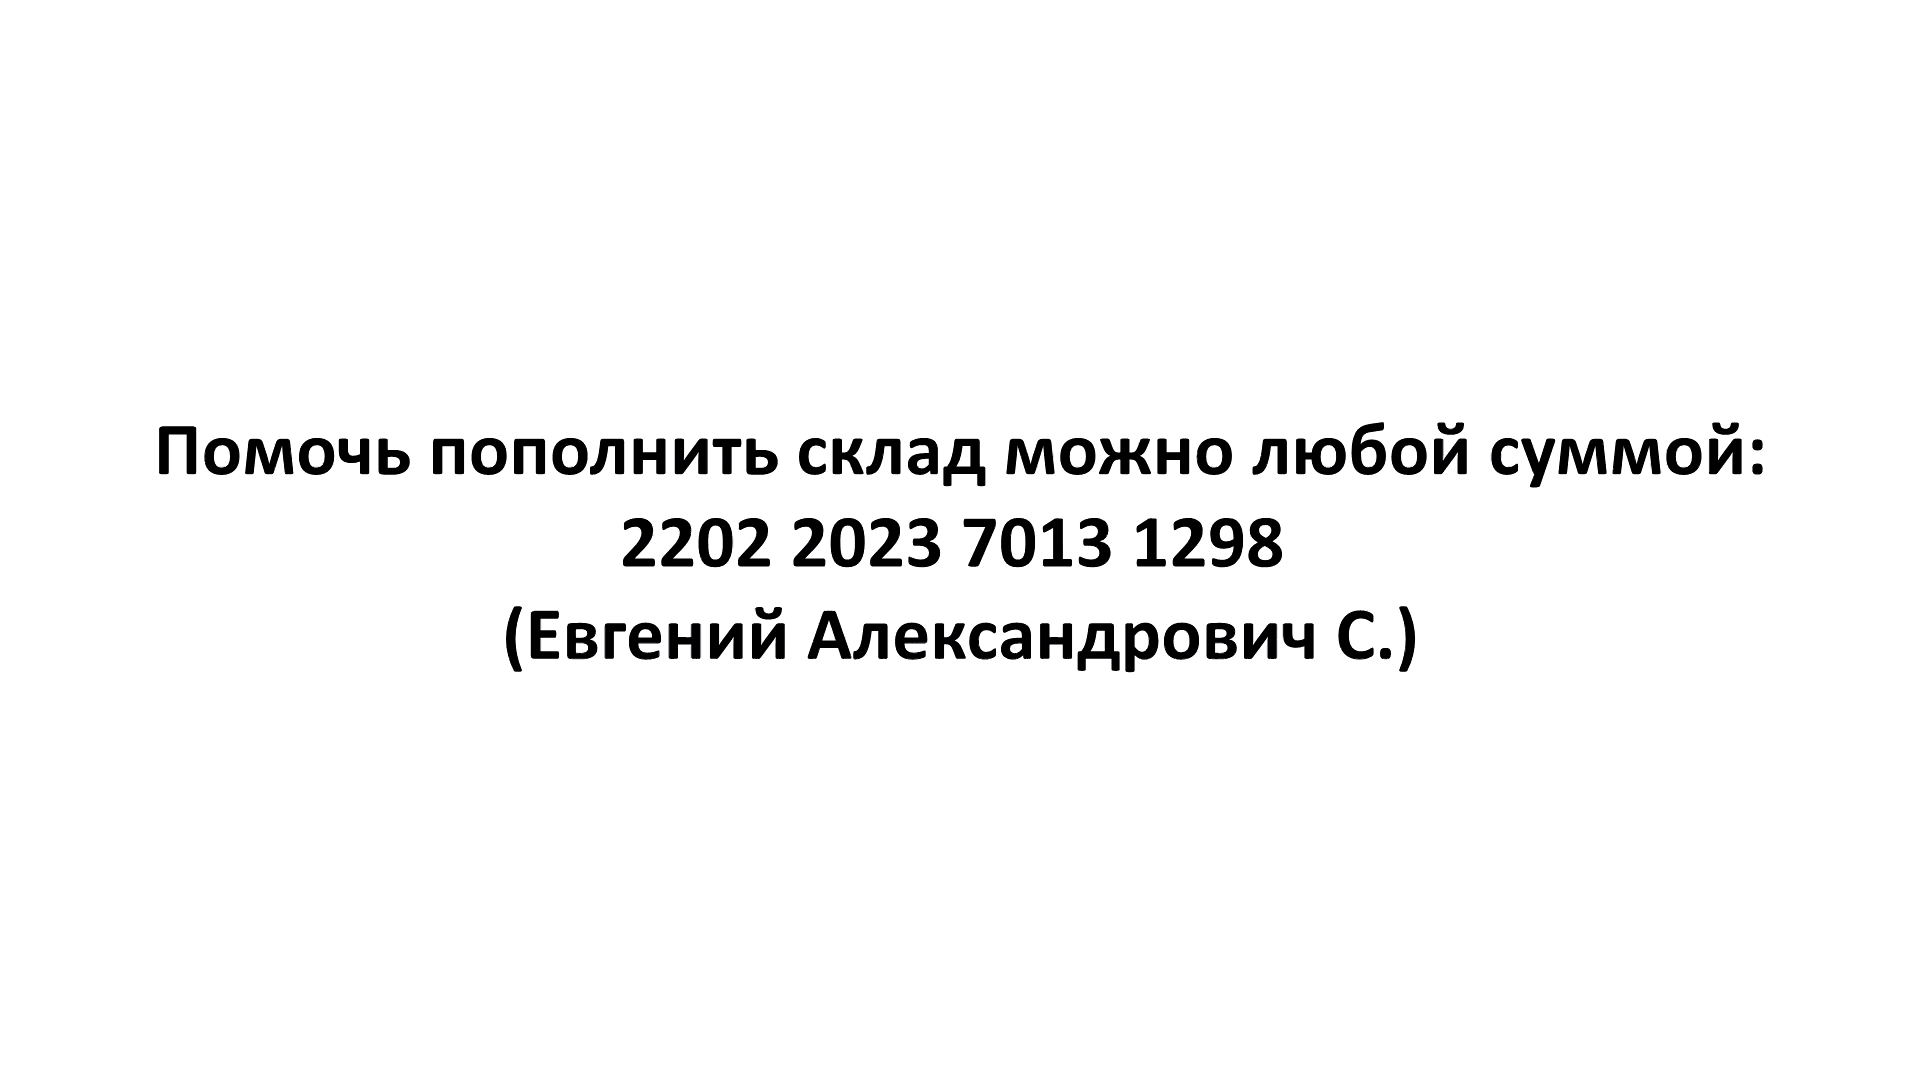 Помочь пополнить склад можно любой суммой:
2202 2023 7013 1298
(Евгений Александрович С.)